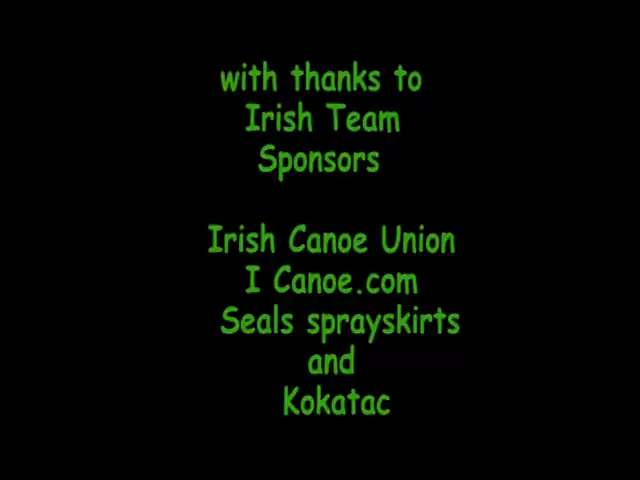 with thanks to
Irish Team
Sponsors
Irish Canoe Union
I Canoe.com
Seals sprayskirts
and
Kokatac